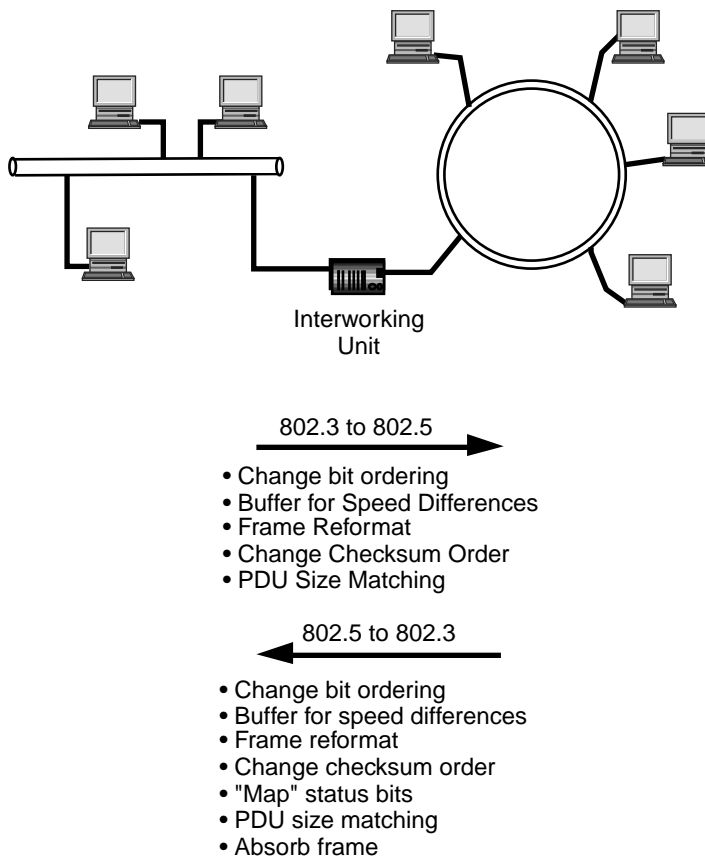 Interworking
Unit
802.3 to 802.5
• Change bit ordering
• Buffer for Speed Differences
• Frame Reformat
• Change Checksum Order
• PDU Size Matching
802.5 to 802.3
• Change bit ordering
• Buffer for speed differences
• Frame reformat
• Change checksum order
• "Map" status bits
• PDU size matching
• Absorb frame